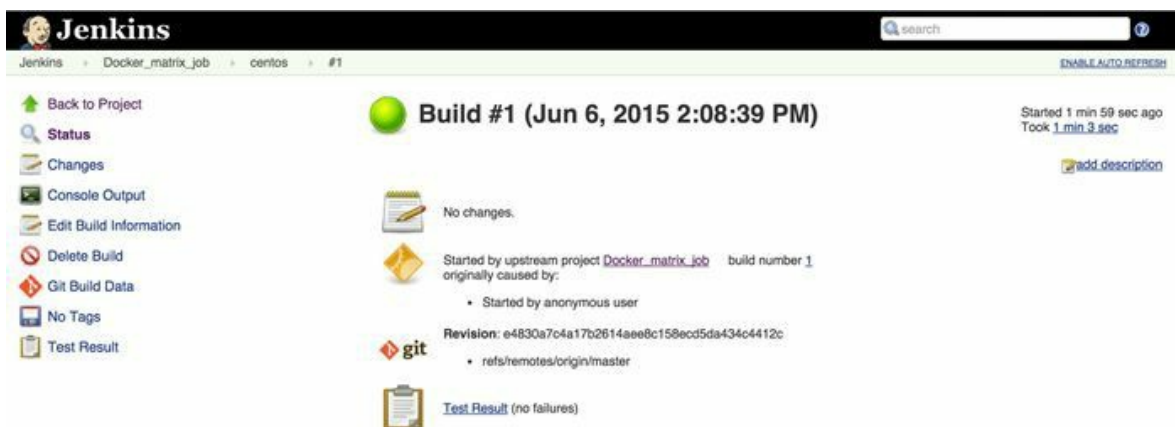 Jenkins
search
Jenkins Docker_matrix_job centos #1
ENABLE AUTO REFRESH
Back to Project
Status
Changes
Console Output
Edit Build Information
Delete Build
Git Build Data
No Tags
Test Result
Build #1 (Jun 6, 2015 2:08:39 PM)
Started 1 min 59 sec ago
Took 1 min 3 sec
add description
No changes.
Started by upstream project Docker_matrix_job build number 1
originally caused by:
• Started by anonymous user
Revision: e4830a7c4a17b2614aee8c158ecd5da434c4412c
git
• refs/remotes/origin/master
Test Result (no failures)